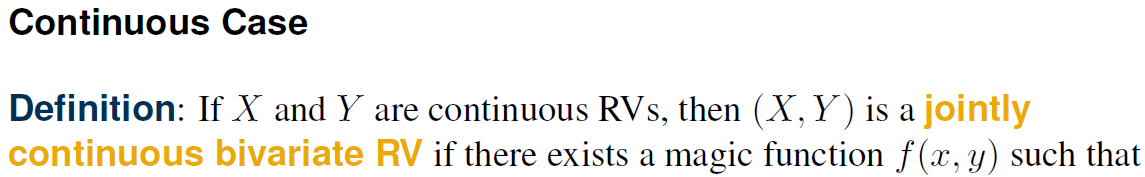 Continuous Case
Definition: If X and Y are continuous RVs, then (X, Y) is a jointly
continuous bivariate RV if there exists a magic function f(x, y) such that